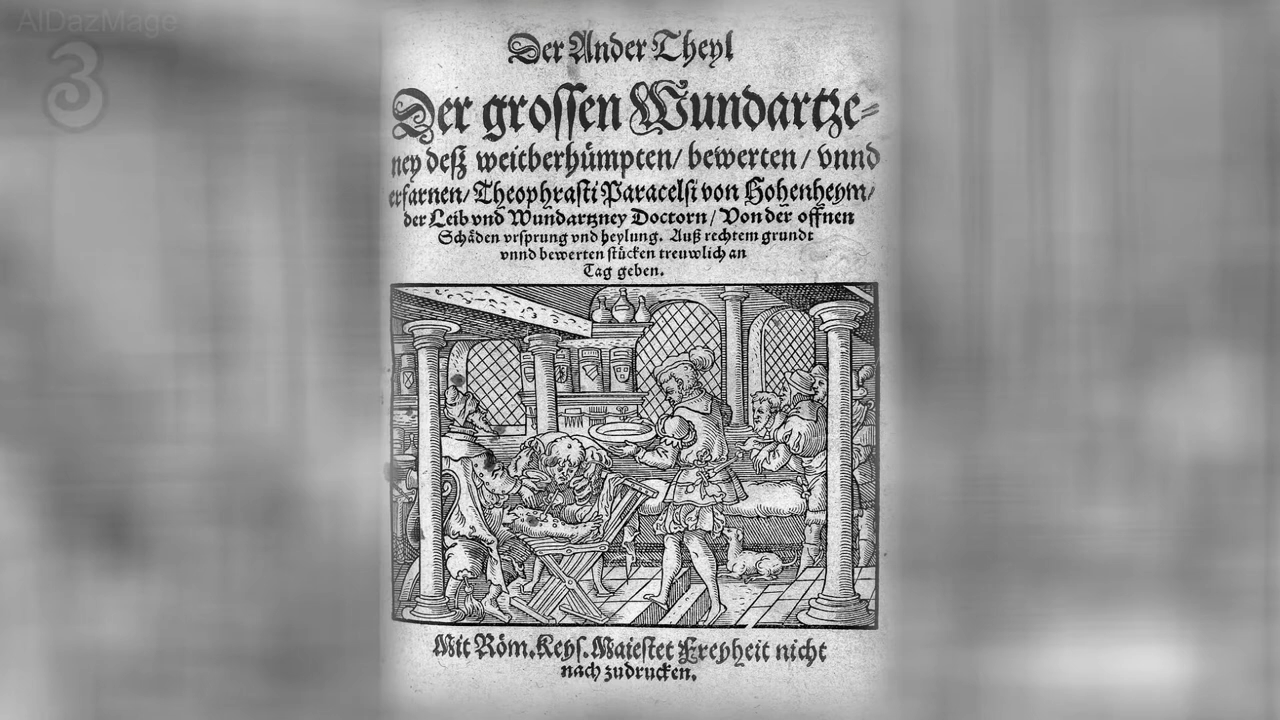 AlDazMage
3
Der Ander Theyl
Der grossen Wundartze-
ney deß weitberhümpten/ bewerten / vnnd
erfarnen/ Theophrasti Paracelsi von Hohenheym/
der Leib vnd Wundartzney Doctorn / Von der offnen
Schäden vrsprung vnd heylung. Auß rechtem grundt
vnnd bewerten stücken treuwlich an
Tag geben.
Mit Röm. Keys. Maiestet Freyheit nicht
nach zudrucken.